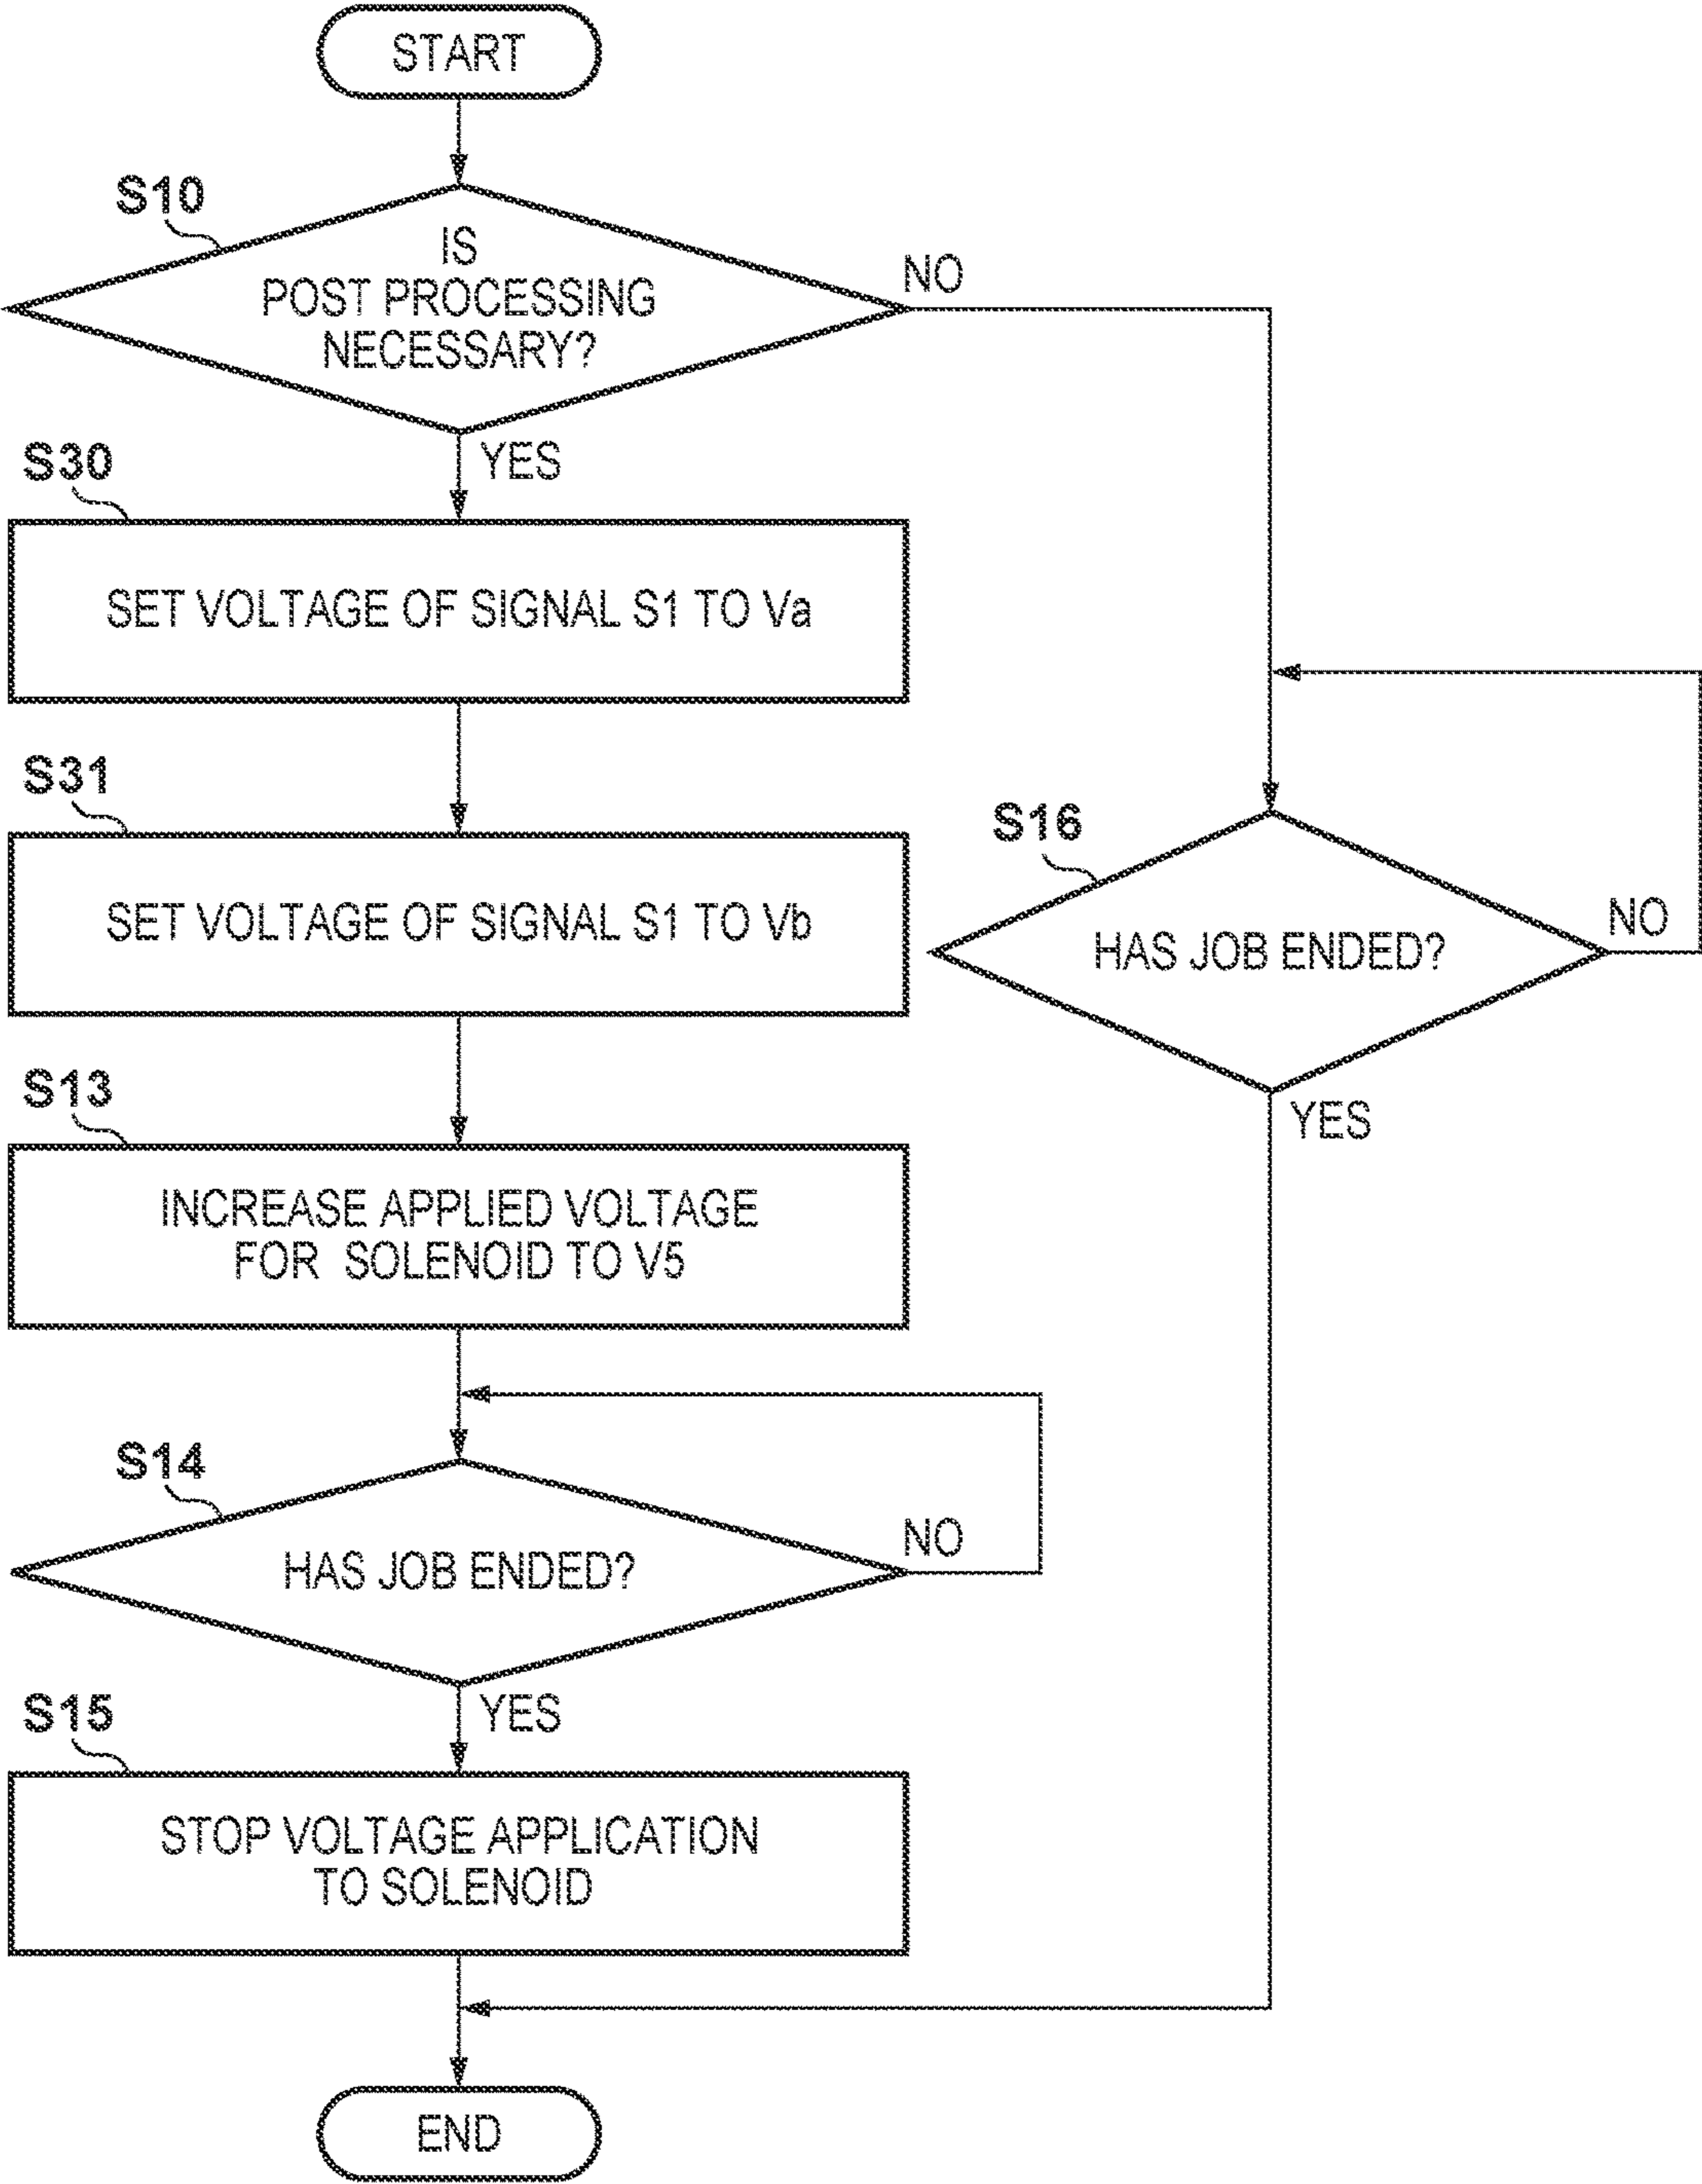 START
S10
IS
POST PROCESSING
NECESSARY?
NO
YES
S30
SET VOLTAGE OF SIGNAL S1 TO Va
S31
SET VOLTAGE OF SIGNAL S1 TO Vb
S16
HAS JOB ENDED?
NO
YES
S13
INCREASE APPLIED VOLTAGE
FOR SOLENOID TO V5
S14
HAS JOB ENDED?
NO
YES
S15
STOP VOLTAGE APPLICATION
TO SOLENOID
END